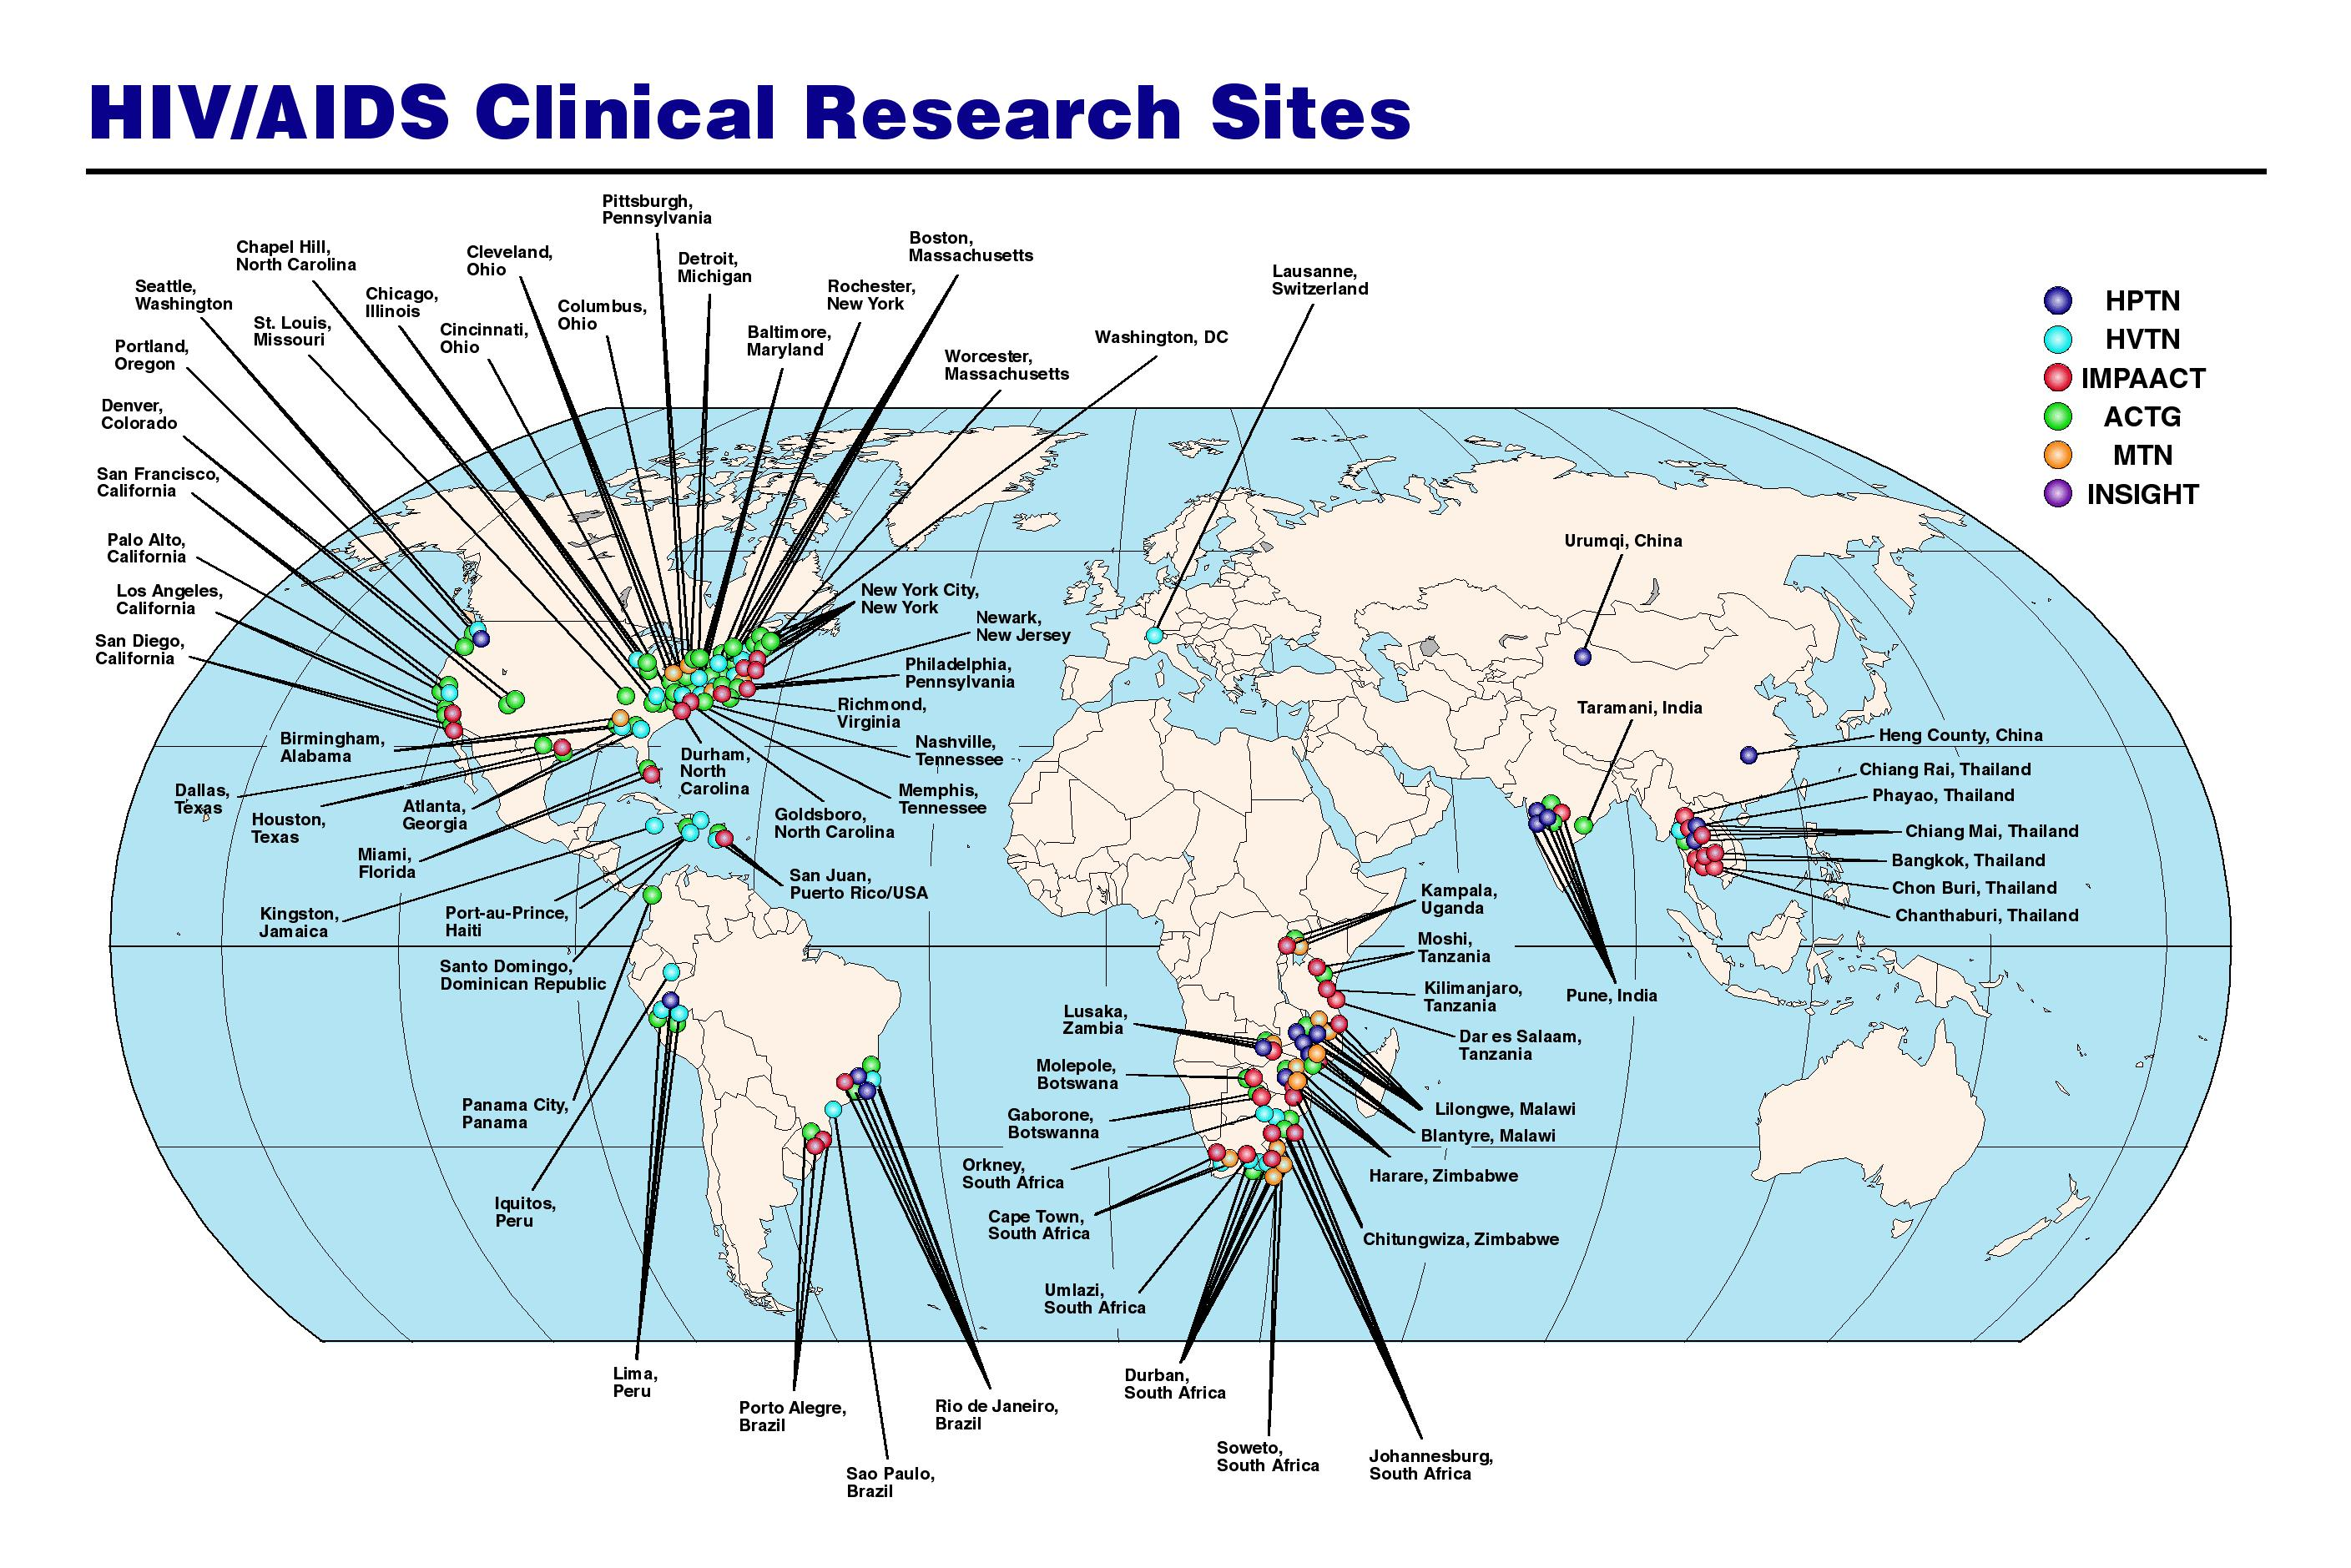 HIV/AIDS Clinical Research Sites
Pittsburgh,
Pennsylvania
Chapel Hill,
North Carolina
Cleveland,
Ohio
Detroit,
Michigan
Boston,
Massachusetts
Seattle,
Washington
Chicago,
Illinois
Columbus,
Ohio
Rochester,
New York
Lausanne,
Switzerland
St. Louis,
Missouri
Cincinnati,
Ohio
Baltimore,
Maryland
Washington, DC
Portland,
Oregon
Worcester,
Massachusetts
Denver,
Colorado
San Francisco,
California
Palo Alto,
California
Los Angeles,
California
San Diego,
California
HPTN
HVTN
IMPAACT
ACTG
MTN
INSIGHT
Urumqi, China
New York City,
New York
Newark,
New Jersey
Philadelphia,
Pennsylvania
Richmond,
Virginia
Nashville,
Tennessee
Memphis,
Tennessee
Durham,
North
Carolina
Goldsboro,
North Carolina
Birmingham,
Alabama
Dallas,
Texas
Houston,
Texas
Atlanta,
Georgia
Miami,
Florida
San Juan,
Puerto Rico/USA
Kingston,
Jamaica
Port-au-Prince,
Haiti
Santo Domingo,
Dominican Republic
Panama City,
Panama
Iquitos,
Peru
Lima,
Peru
Porto Alegre,
Brazil
Sao Paulo,
Brazil
Rio de Janeiro,
Brazil
Taramani, India
Heng County, China
Chiang Rai, Thailand
Phayao, Thailand
Chiang Mai, Thailand
Bangkok, Thailand
Chon Buri, Thailand
Chanthaburi, Thailand
Pune, India
Kampala,
Uganda
Moshi,
Tanzania
Kilimanjaro,
Tanzania
Dar es Salaam,
Tanzania
Lusaka,
Zambia
Molepole,
Botswana
Gaborone,
Botswanna
Lilongwe, Malawi
Blantyre, Malawi
Harare, Zimbabwe
Chitungwiza, Zimbabwe
Orkney,
South Africa
Cape Town,
South Africa
Umlazi,
South Africa
Durban,
South Africa
Soweto,
South Africa
Johannesburg,
South Africa